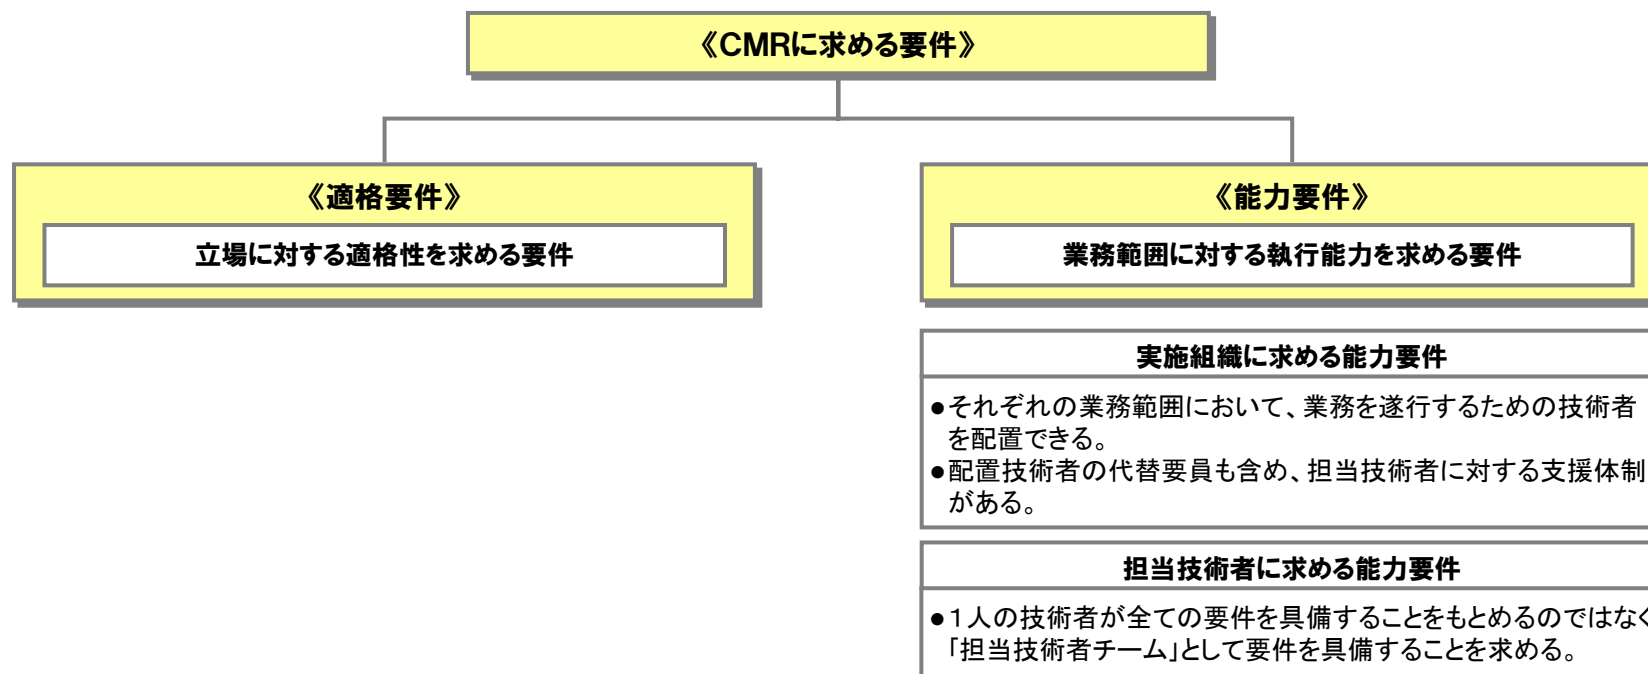 《CMRに求める要件》
《適格要件》
立場に対する適格性を求める要件
《能力要件》
業務範囲に対する執行能力を求める要件
実施組織に求める能力要件
●それぞれの業務範囲において、業務を遂行するための技術者
を配置できる。
●配置技術者の代替要員も含め、担当技術者に対する支援体制
がある。
担当技術者に求める能力要件
●１人の技術者が全ての要件を具備することをもとめるのではなく
「担当技術者チーム」として要件を具備することを求める。